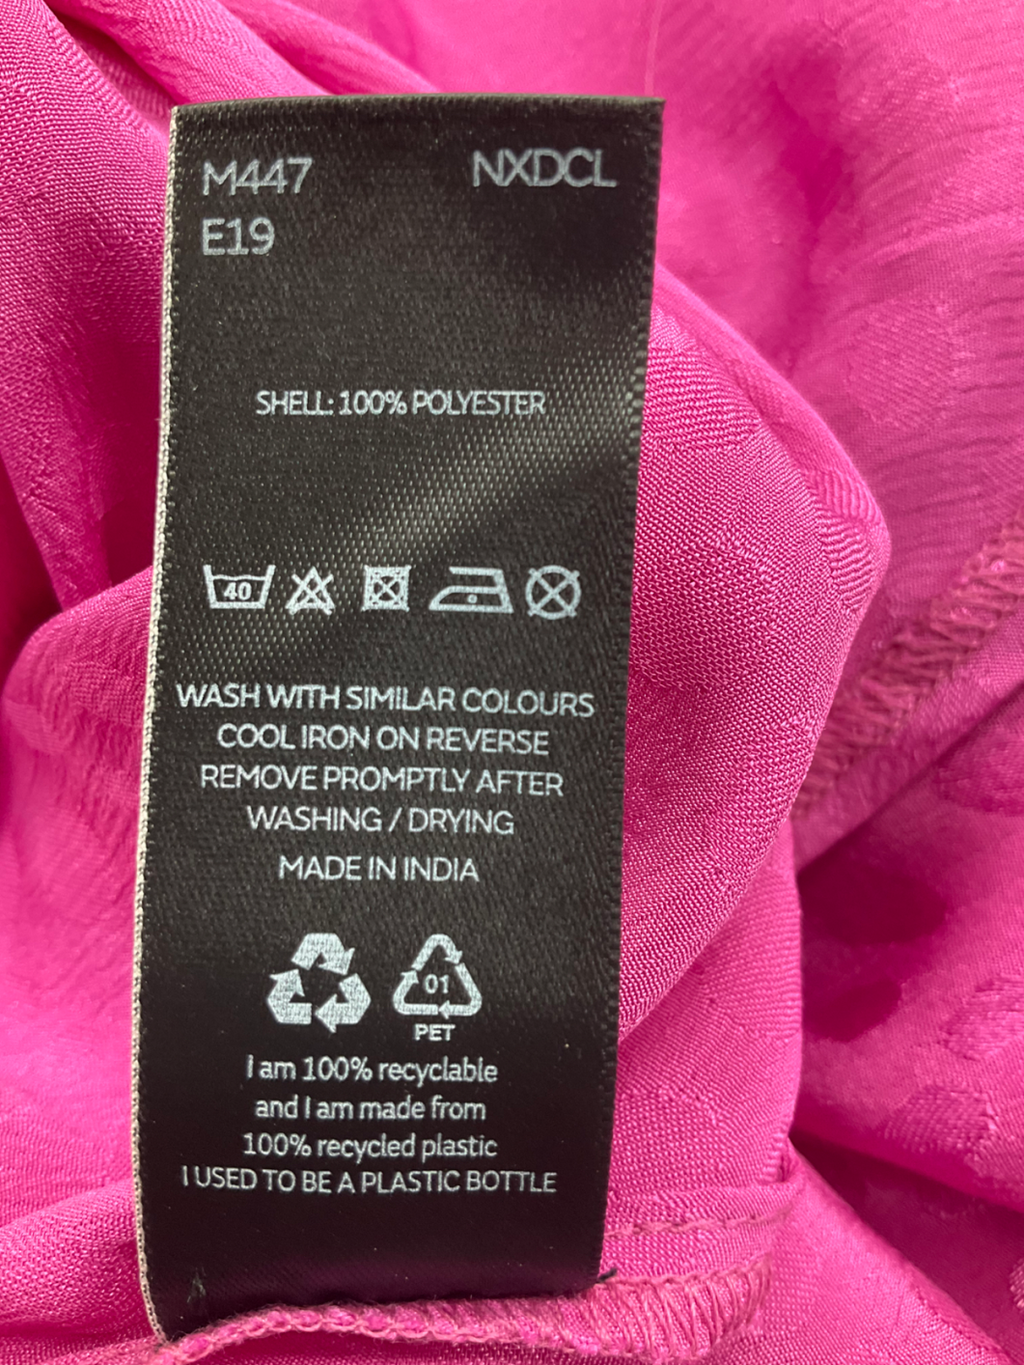 M447 NXDCL
E19
SHELL: 100% POLYESTER
40
WASH WITH SIMILAR COLOURS
COOL IRON ON REVERSE
REMOVE PROMPTLY AFTER
WASHING / DRYING
MADE IN INDIA
01
PET
I am 100% recyclable
and I am made from
100% recycled plastic
I USED TO BE A PLASTIC BOTTLE